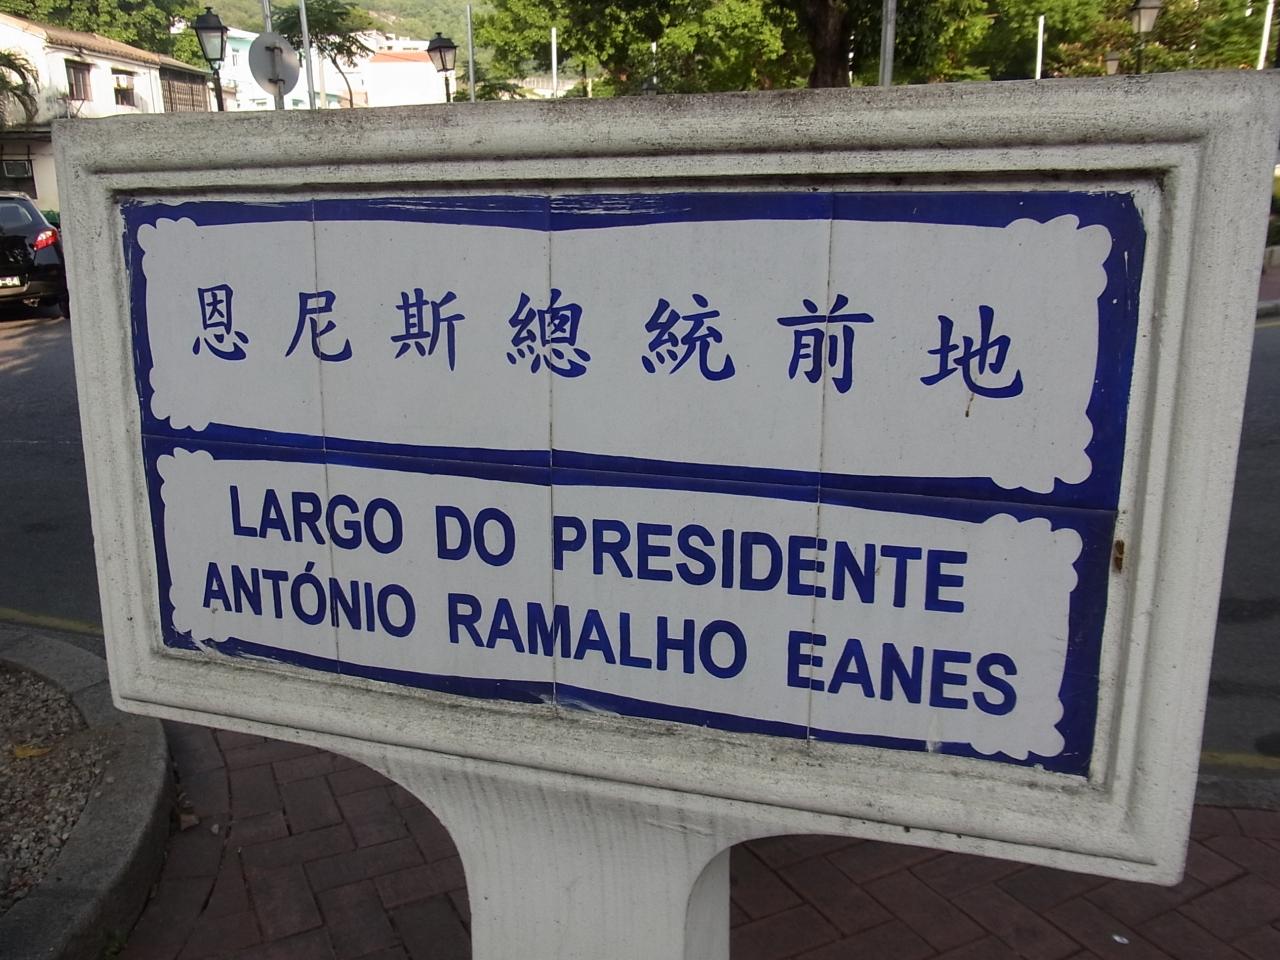 恩尼斯總統前地
LARGO DO PRESIDENTE
ANTÓNIO RAMALHO EANES